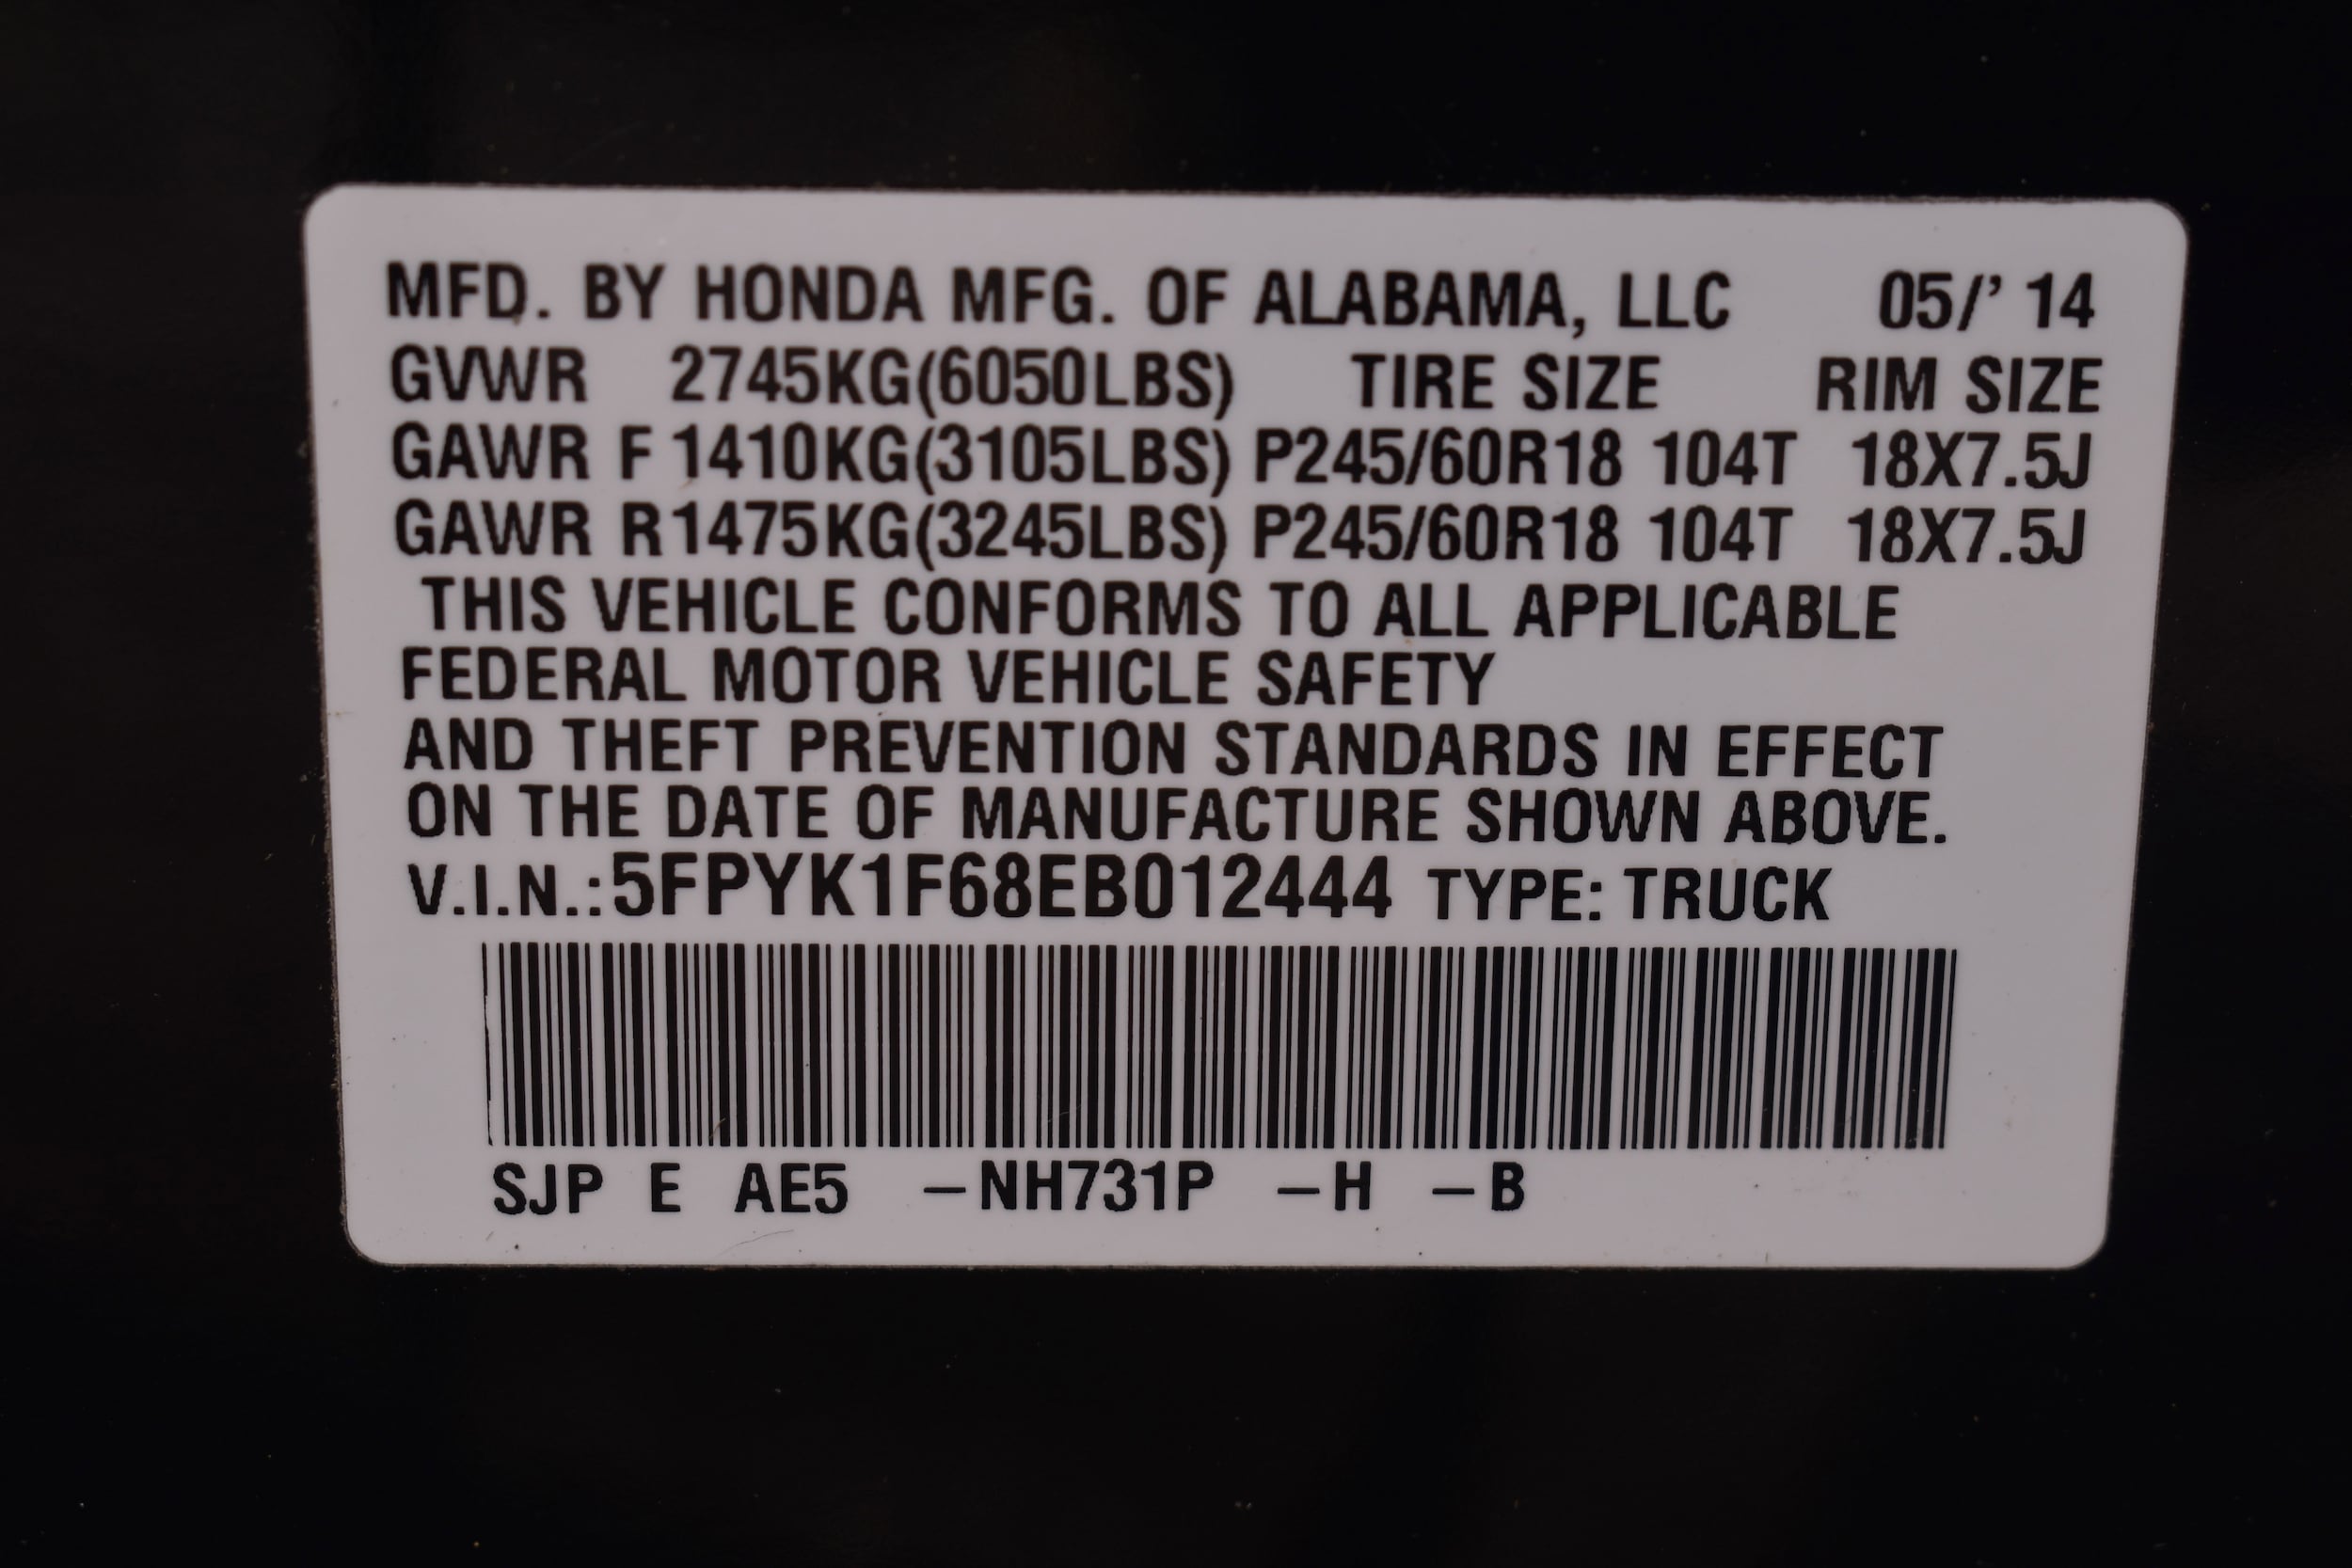 MFD. BY HONDA MFG. OF ALABAMA, LLC 05/' 14
GVWR 2745KG(6050LBS) TIRE SIZE RIM SIZE
GAWR F 1410KG(3105LBS) P245/60R18 104T 18X7.5J
GAWR R1475KG(3245LBS) P245/60R18 104T 18X7.5J
THIS VEHICLE CONFORMS TO ALL APPLICABLE
FEDERAL MOTOR VEHICLE SAFETY
AND THEFT PREVENTION STANDARDS IN EFFECT
ON THE DATE OF MANUFACTURE SHOWN ABOVE.
V.I.N.:5FPYK1F68EB012444 TYPE: TRUCK
SJP E AE5 –NH731P –H –B